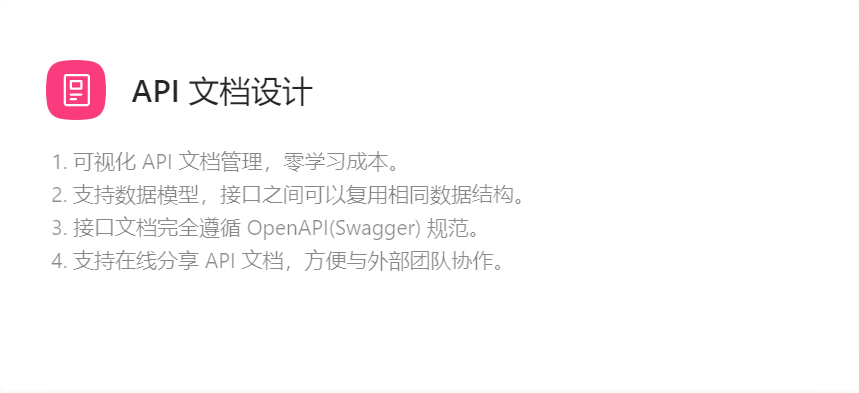 API 文档设计
1. 可视化 API 文档管理，零学习成本。
2. 支持数据模型，接口之间可以复用相同数据结构。
3. 接口文档完全遵循 OpenAPI(Swagger) 规范。
4. 支持在线分享 API 文档，方便与外部团队协作。